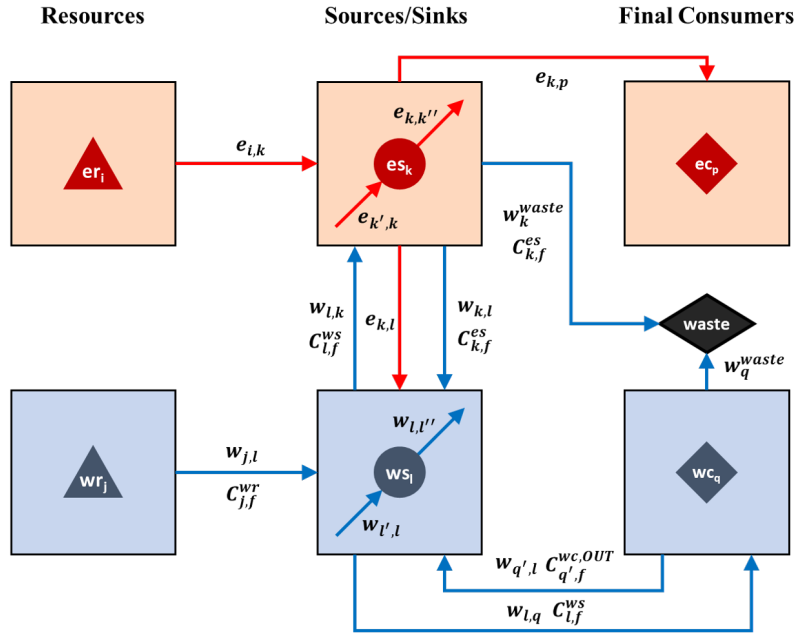 Resources Sources/Sinks Final Consumers
e_{k,p}
er_i
e_{i,k}
e_{k,k''}
es_k
e_{k',k}
ec_p
w_k^{waste}
C_{k,f}^{es}
w_{l,k}
C_{l,f}^{ws}
e_{k,l}
w_{k,l}
C_{k,f}^{es}
waste
w_q^{waste}
wr_j
w_{j,l}
C_{j,f}^{wr}
w_{l,l''}
ws_l
w_{l',l}
wc_q
w_{q',l} C_{q',f}^{wc,OUT}
w_{l,q} C_{l,f}^{ws}